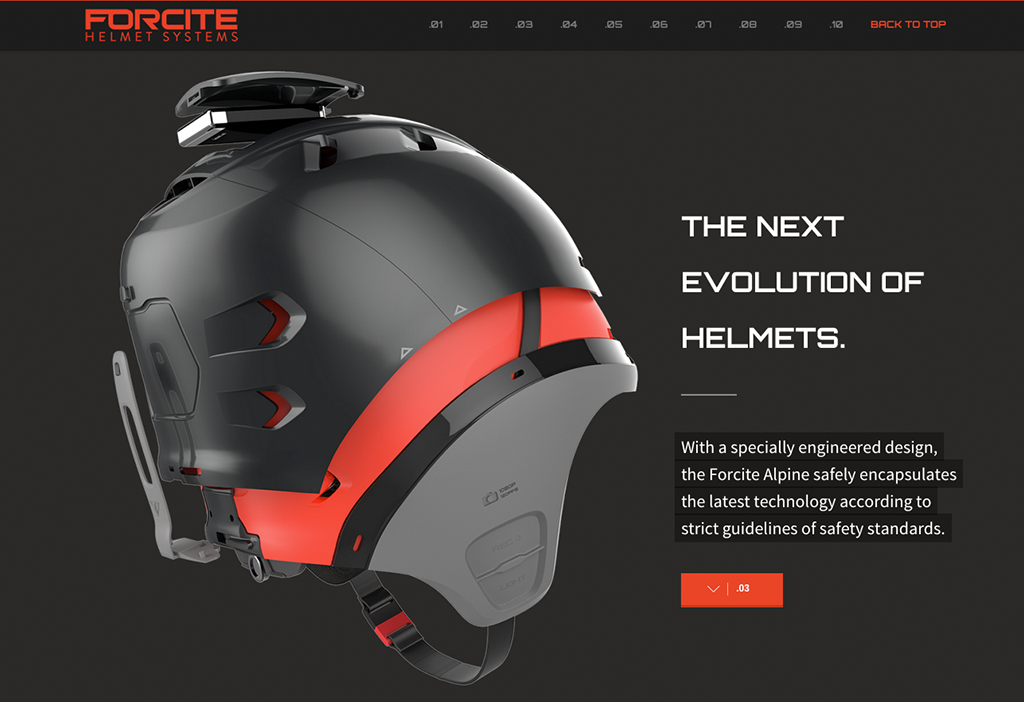 FORCITE
HELMET SYSTEMS
.01 .02 .03 .04 .05 .06 .07 .08 .09 .10 BACK TO TOP
THE NEXT
EVOLUTION OF
HELMETS.
With a specially engineered design,
the Forcite Alpine safely encapsulates
the latest technology according to
strict guidelines of safety standards.
.03